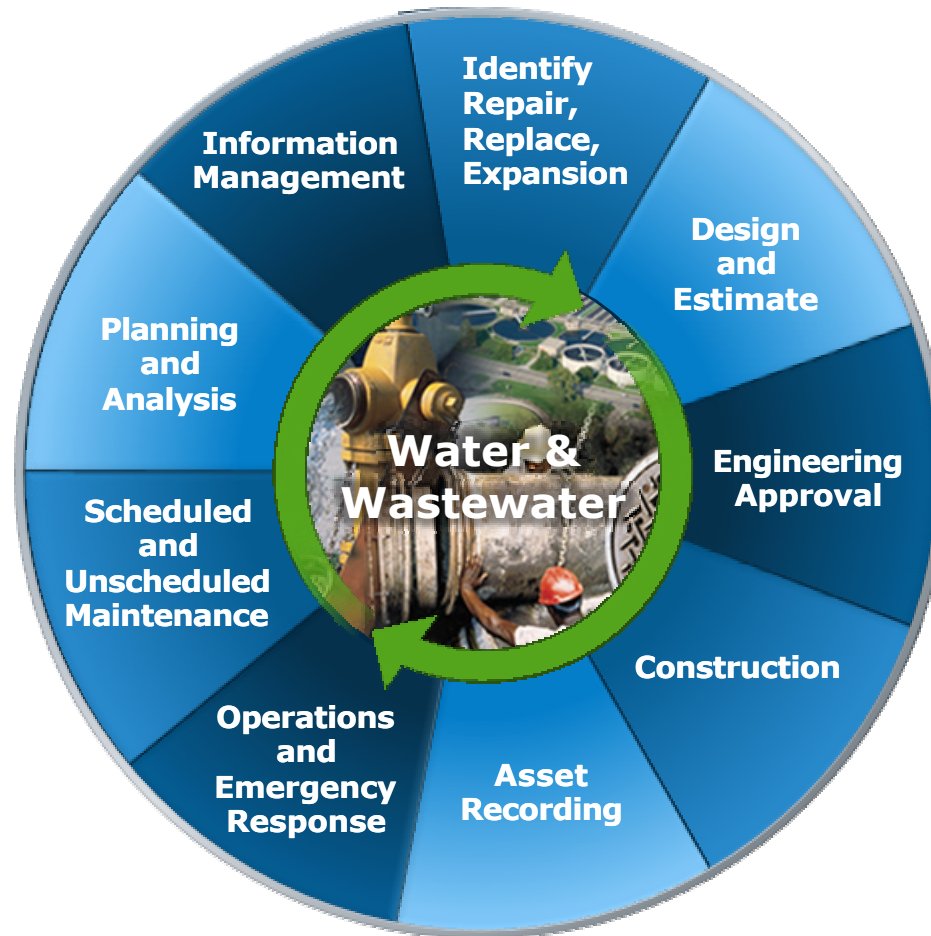 Identify
Repair,
Replace,
Expansion
Design
and
Estimate
Engineering
Approval
Construction
Asset
Recording
Operations
and
Emergency
Response
Scheduled
and
Unscheduled
Maintenance
Planning
and
Analysis
Information
Management
Water &
Wastewater